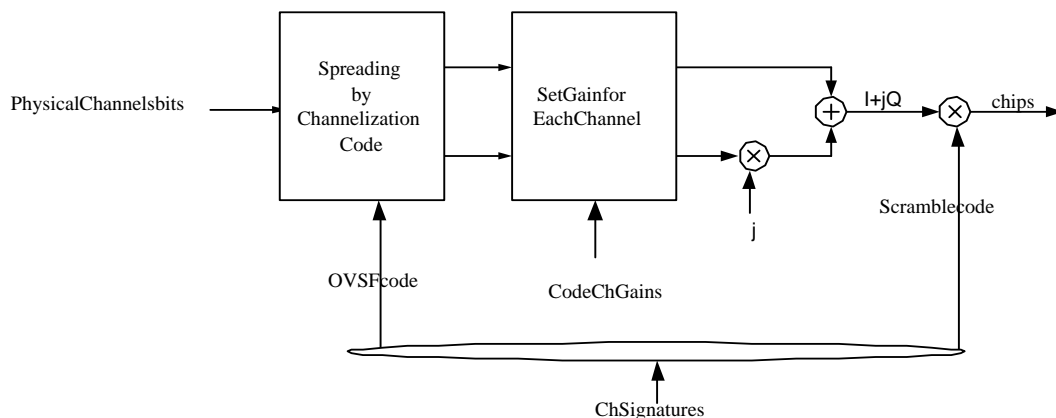 PhysicalChannelsbits
Spreading
by
Channelization
Code
SetGainfor
EachChannel
I+jQ
chips
j
Scramblecode
OVSFcode
CodeChGains
ChSignatures